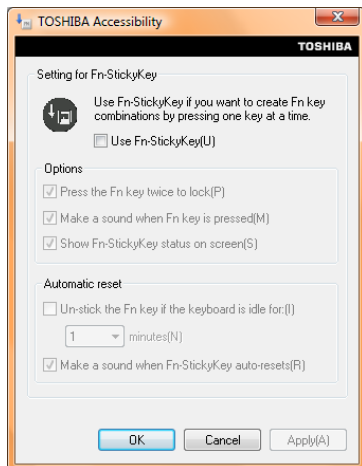 TOSHIBA Accessibility
TOSHIBA
Setting for Fn-StickyKey
Use Fn-StickyKey if you want to create Fn key
combinations by pressing one key at a time.
Use Fn-StickyKey(U)
Options
Press the Fn key twice to lock(P)
Make a sound when Fn key is pressed(M)
Show Fn-StickyKey status on screen(S)
Automatic reset
Un-stick the Fn key if the keyboard is idle for:(I)
1 minutes(N)
Make a sound when Fn-StickyKey auto-resets(R)
OK Cancel Apply(A)